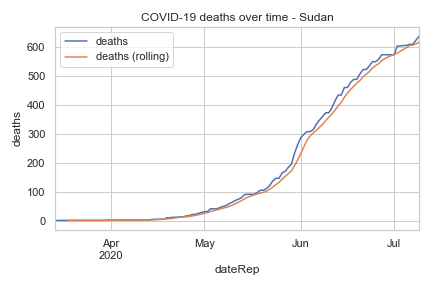 COVID-19 deaths over time - Sudan
deaths
deaths (rolling)
deaths
600
500
400
300
200
100
0
Apr
2020
May
Jun
Jul
dateRep